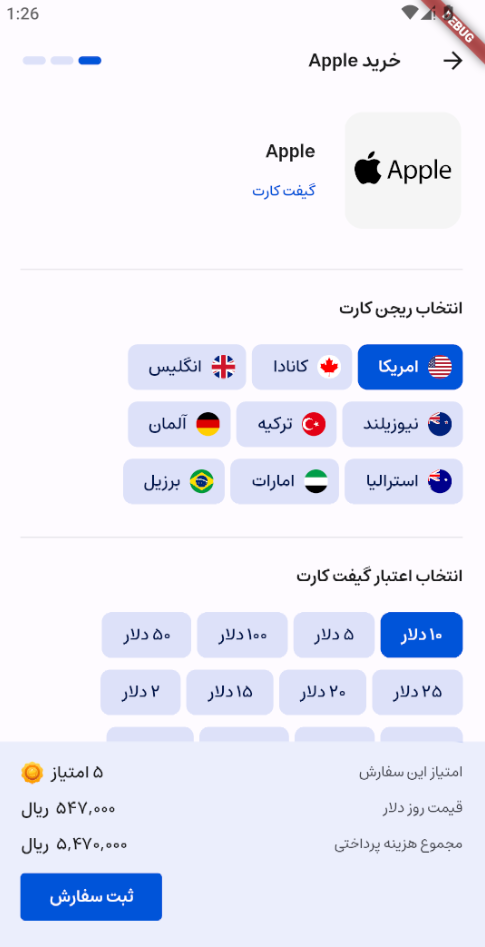 1:26
DEBUG
خرید Apple
Apple
Apple
گیفت کارت
انتخاب ریجن کارت
امریکا
کانادا
انگلیس
نیوزیلند
ترکیه
آلمان
استرالیا
امارات
برزیل
انتخاب اعتبار گیفت کارت
۱۰ دلار
۵ دلار
۱۰۰ دلار
۵۰ دلار
۲۵ دلار
۲۰ دلار
۱۵ دلار
۲ دلار
امتیاز این سفارش
۵ امتیاز
قیمت روز دلار
۵۴۷,۰۰۰ ریال
مجموع هزینه پرداختی
۵,۴۷۰,۰۰۰ ریال
ثبت سفارش